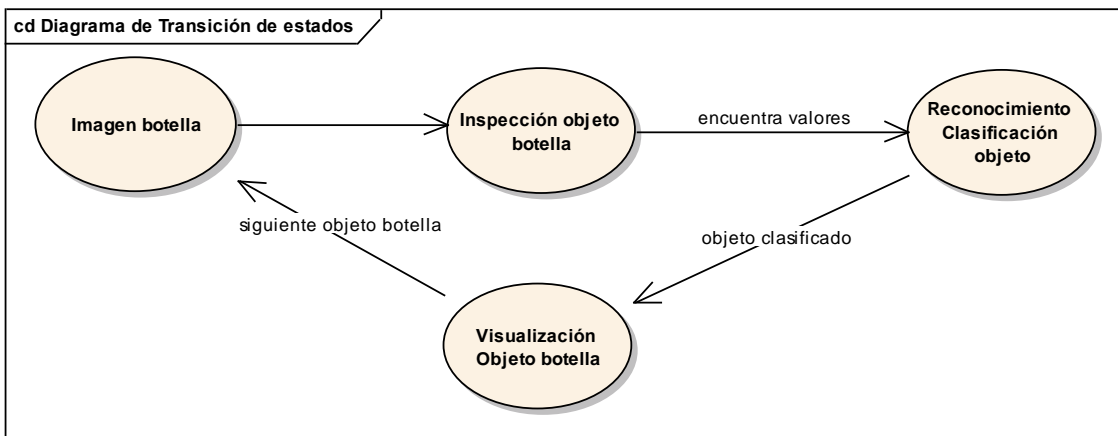 cd Diagrama de Transición de estados
Imagen botella
Inspección objeto
botella
encuentra valores
Reconocimiento
Clasificación
objeto
siguiente objeto botella
objeto clasificado
Visualización
Objeto botella